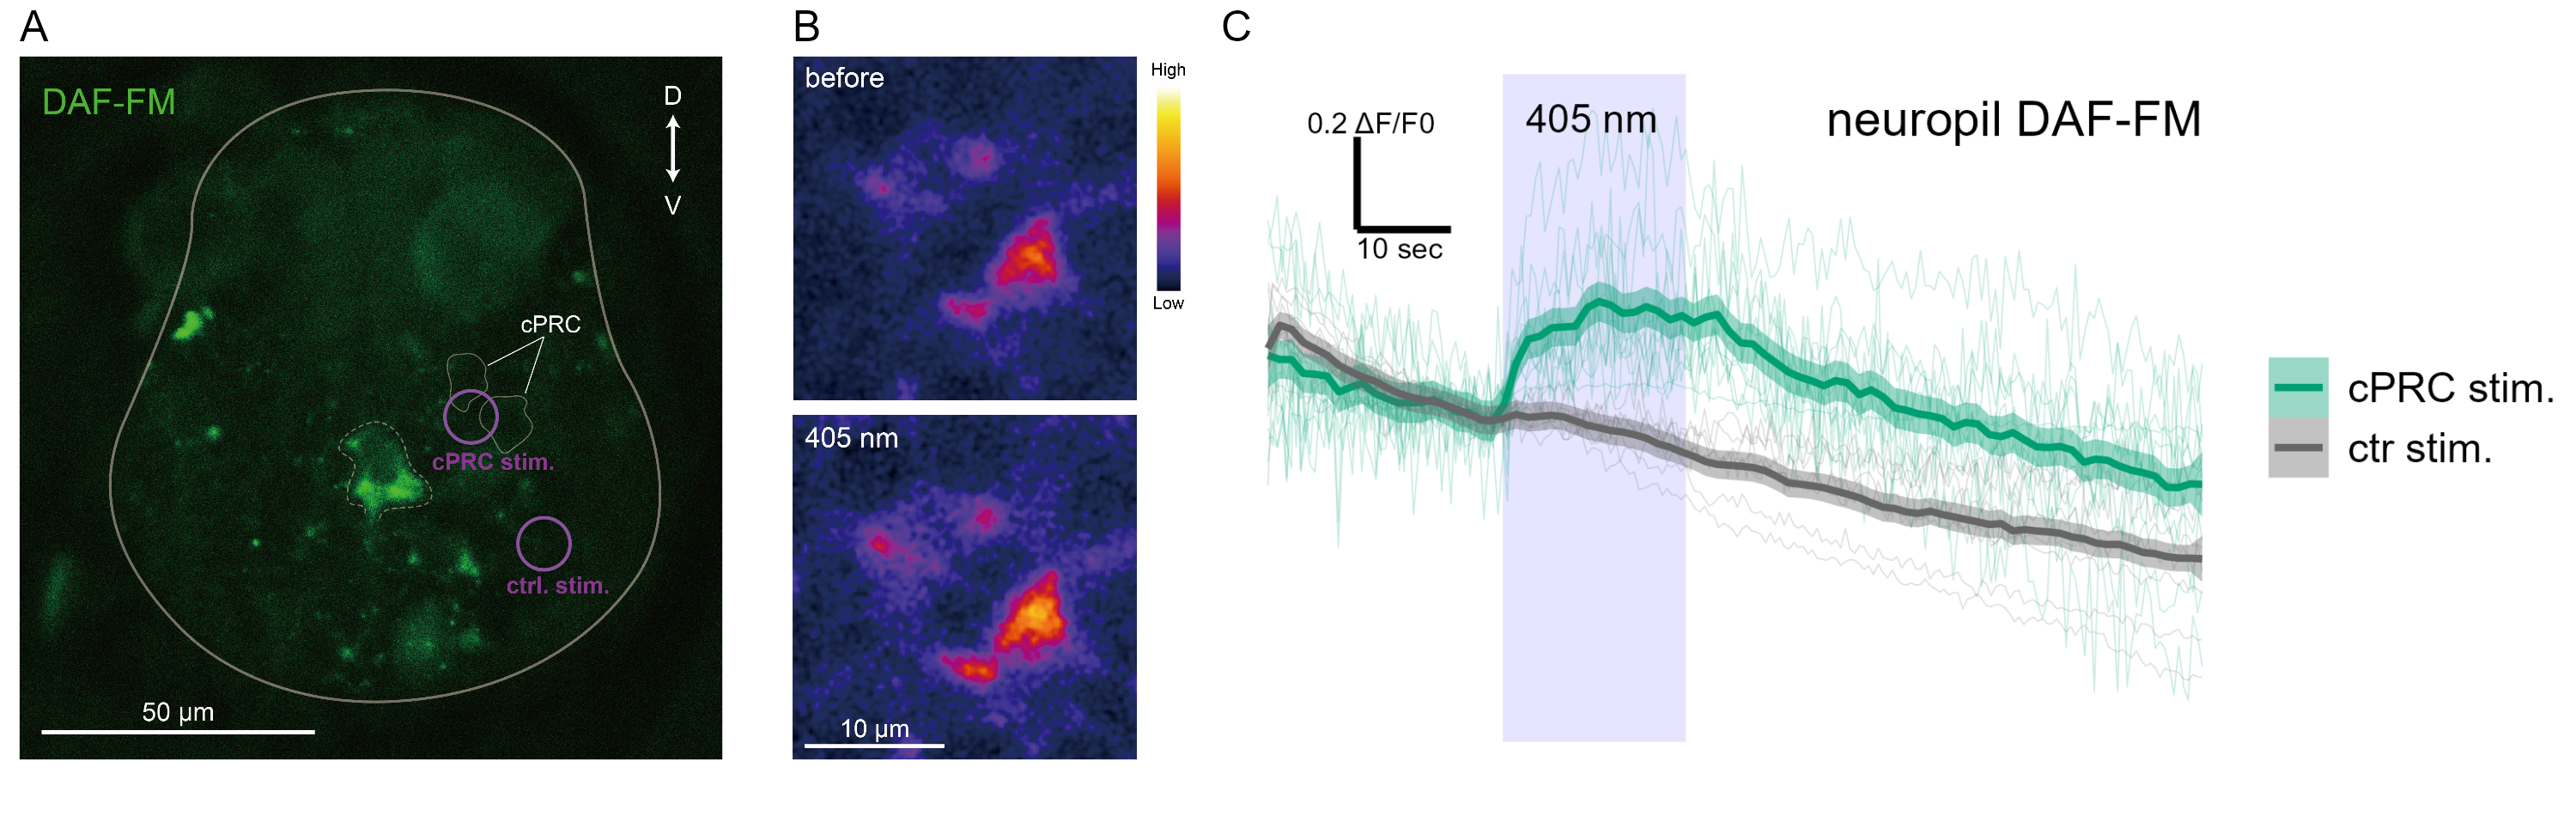 A
DAF-FM
D
V
cPRC
cPRC stim.
ctrl. stim.
50 µm
B
before
High
Low
405 nm
10 µm
C
0.2 ΔF/F0
10 sec
405 nm
neuropil DAF-FM
cPRC stim.
ctr stim.